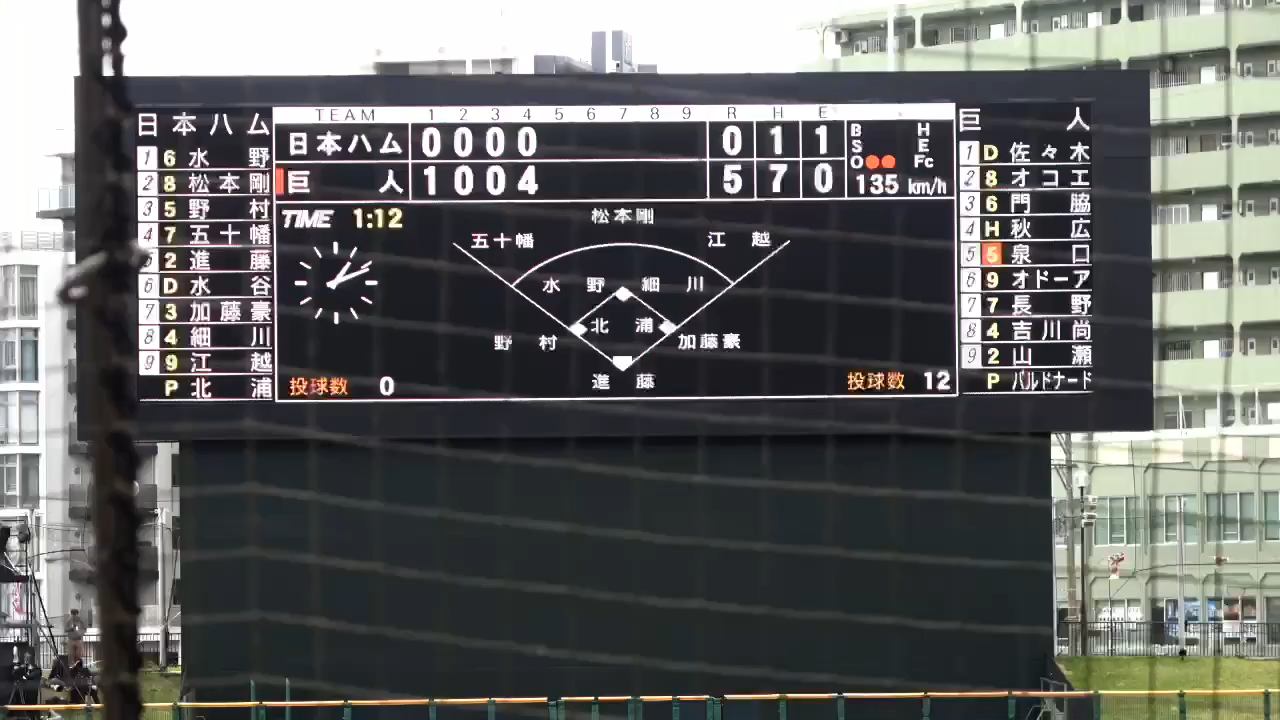 日本ハム
1 6 水野
2 8 松本剛
3 5 野村
4 7 五十幡
5 2 進藤
6 D 水谷
7 3 加藤豪
8 4 細川
9 9 江越
P 北浦
TEAM 1 2 3 4 5 6 7 8 9 R H E
日本ハム 0 0 0 0 0 1 1
巨人 1 0 0 4 5 7 0
B
S
O
H
E
Fc
135 km/h
TIME 1:12
松本剛
五十幡 江越
水野 細川
北浦
野村 加藤豪
進藤
投球数 0
投球数 12
巨人
1 D 佐々木
2 8 オコエ
3 6 門脇
4 H 秋広
5 5 泉口
6 9 オドーア
7 7 長野
8 4 吉川尚
9 2 山瀬
P バルドナード